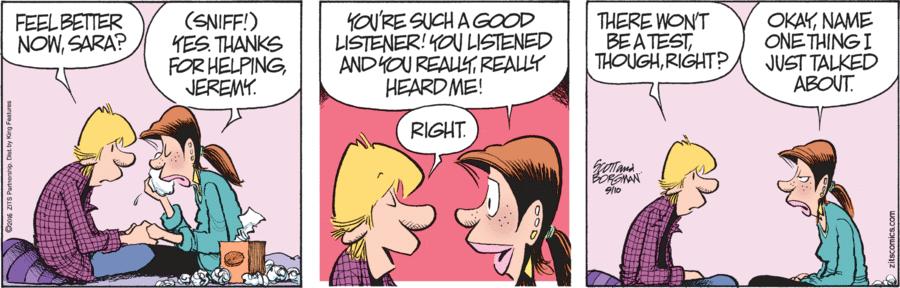 FEEL BETTER
NOW, SARA?
(SNIFF!)
YES. THANKS
FOR HELPING,
JEREMY.
©2016 ZITS Partnership. Dist. by King Features
YOU'RE SUCH A GOOD
LISTENER! YOU LISTENED
AND YOU REALLY, REALLY
HEARD ME!
RIGHT.
THERE WON'T
BE A TEST,
THOUGH, RIGHT?
OKAY, NAME
ONE THING I
JUST TALKED
ABOUT.
SCOTT and
BORGMAN
9/10
zitscomics.com